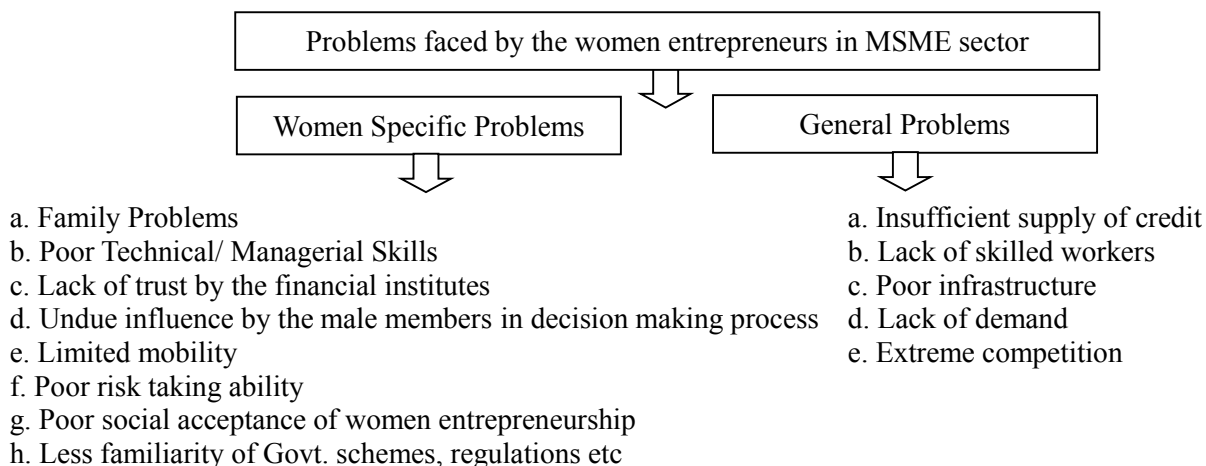 Problems faced by the women entrepreneurs in MSME sector
Women Specific Problems
a. Family Problems
b. Poor Technical/ Managerial Skills
c. Lack of trust by the financial institutes
d. Undue influence by the male members in decision making process
e. Limited mobility
f. Poor risk taking ability
g. Poor social acceptance of women entrepreneurship
h. Less familiarity of Govt. schemes, regulations etc
General Problems
a. Insufficient supply of credit
b. Lack of skilled workers
c. Poor infrastructure
d. Lack of demand
e. Extreme competition